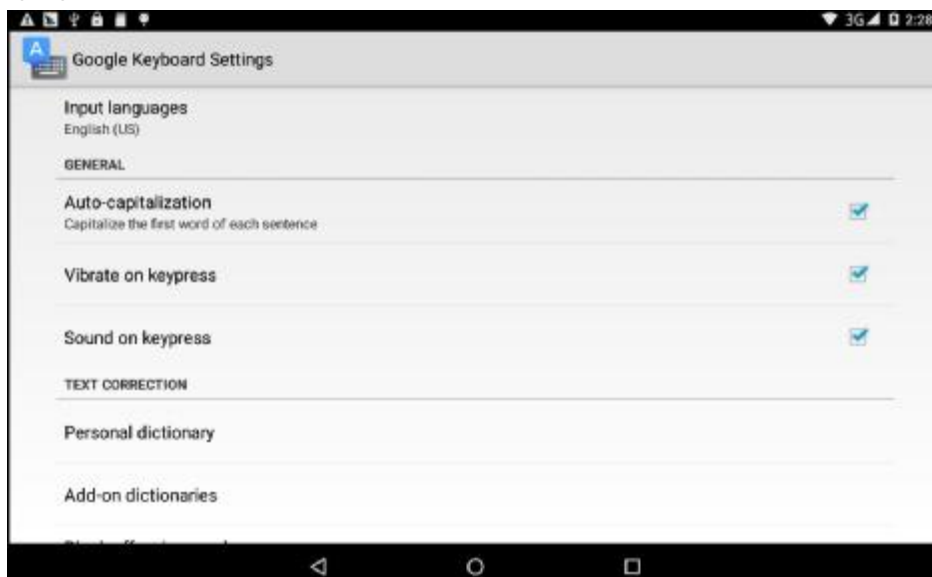 3G 2:28
Google Keyboard Settings
Input languages
English (US)
GENERAL
Auto-capitalization
Capitalize the first word of each sentence
Vibrate on keypress
Sound on keypress
TEXT CORRECTION
Personal dictionary
Add-on dictionaries